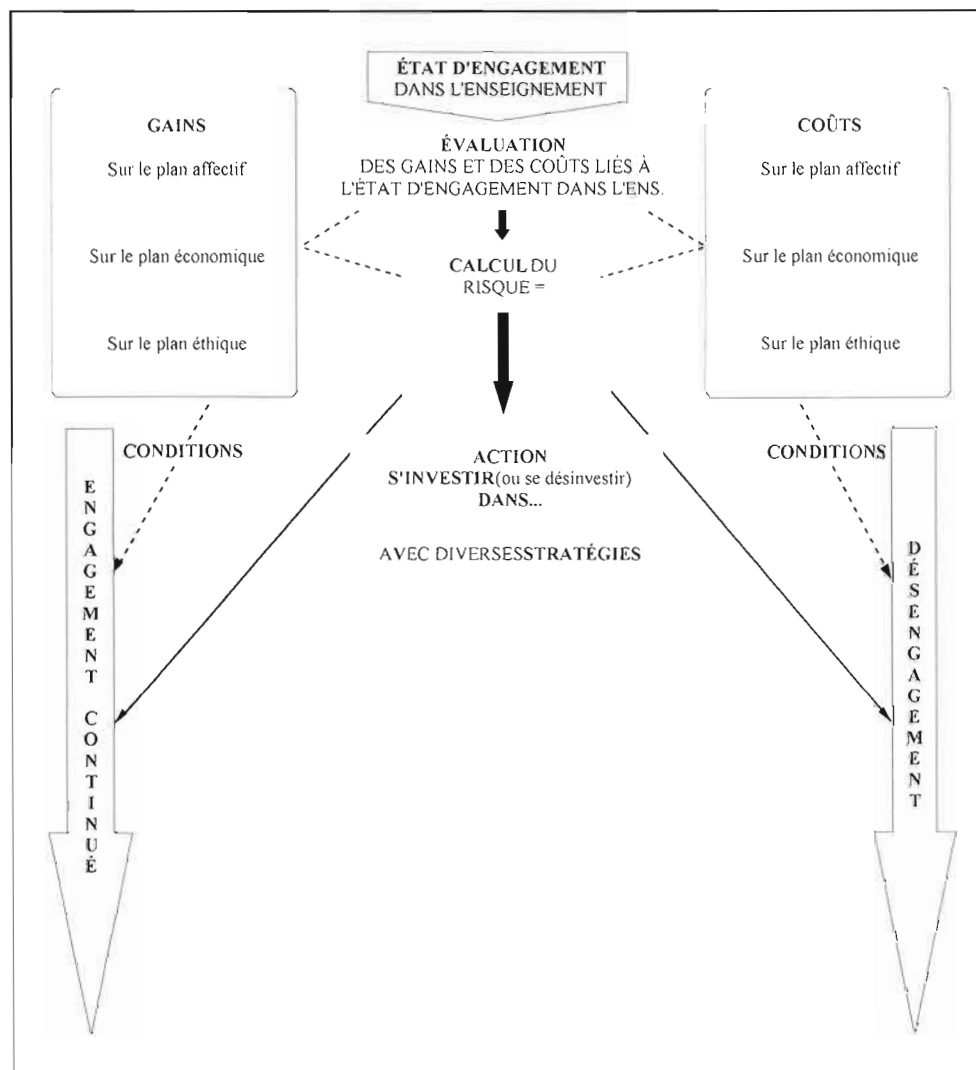 ÉTAT D'ENGAGEMENT
DANS L'ENSEIGNEMENT
GAINS
Sur le plan affectif
Sur le plan économique
Sur le plan éthique
ÉVALUATION
DES GAINS ET DES COÛTS LIÉS À
L'ÉTAT D'ENGAGEMENT DANS L'ENS.
CALCUL DU
RISQUE =
COÛTS
Sur le plan affectif
Sur le plan économique
Sur le plan éthique
CONDITIONS
ACTION
S'INVESTIR (ou se désinvestir)
DANS...
AVEC DIVERSES STRATÉGIES
CONDITIONS
ENGAGEMENT CONTINUÉ
DÉSENGAGEMENT